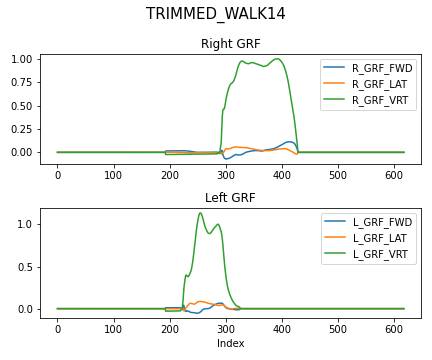 TRIMMED_WALK14
Right GRF
1.00
0.75
0.50
0.25
0.00
R_GRF_FWD
R_GRF_LAT
R_GRF_VRT
0 100 200 300 400 500 600
Left GRF
1.0
0.5
0.0
L_GRF_FWD
L_GRF_LAT
L_GRF_VRT
0 100 200 300 400 500 600
Index